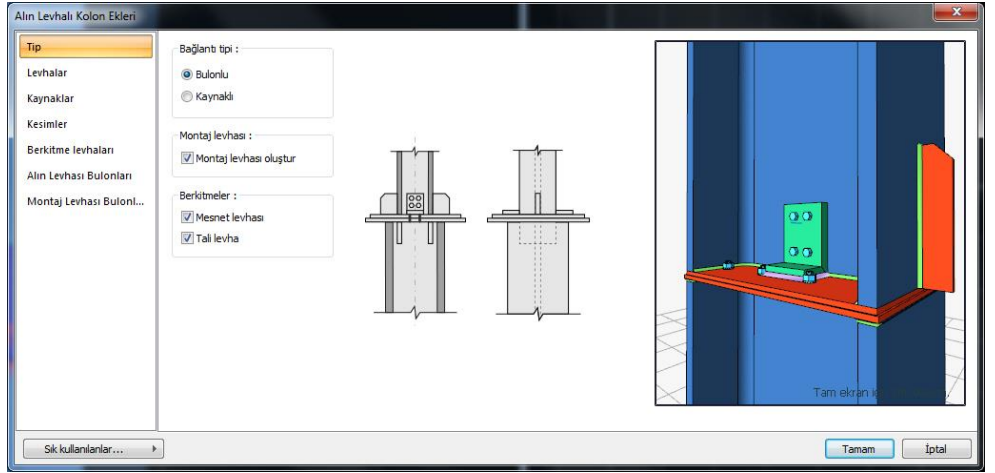 Alın Levhalı Kolon Ekleri
Tip
Levhalar
Kaynaklar
Kesimler
Berkitme levhaları
Alın Levhası Bulonları
Montaj Levhası Bulonl...
Bağlantı tipi :
Bulonlu
Kaynaklı
Montaj levhası :
Montaj levhası oluştur
Berkitmeler :
Mesnet levhası
Tali levha
Tam ekran
Sık kullanılanlar...
Tamam
İptal